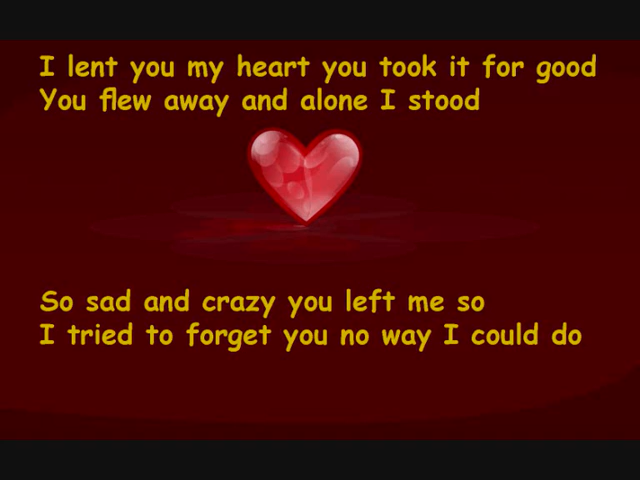 I lent you my heart you took it for good
You flew away and alone I stood
So sad and crazy you left me so
I tried to forget you no way I could do